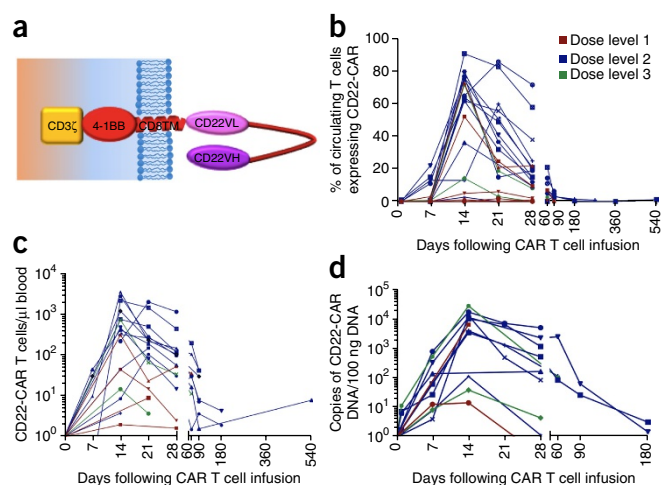 a
CD3ζ
4-1BB
CD8TM
CD22VL
CD22VH
b
Dose level 1
Dose level 2
Dose level 3
% of circulating T cells
expressing CD22-CAR
100
80
60
40
20
0
0 7 14 21 28 60 90 180 360 540
Days following CAR T cell infusion
c
CD22-CAR T cells/µl blood
10⁴
10³
10²
10¹
10⁰
0 7 14 21 28 60 90 180 360 540
Days following CAR T cell infusion
d
Copies of CD22-CAR
DNA/100 ng DNA
10⁵
10⁴
10³
10²
10¹
10⁰
0 7 14 21 28 60 90 180
Days following CAR T cell infusion